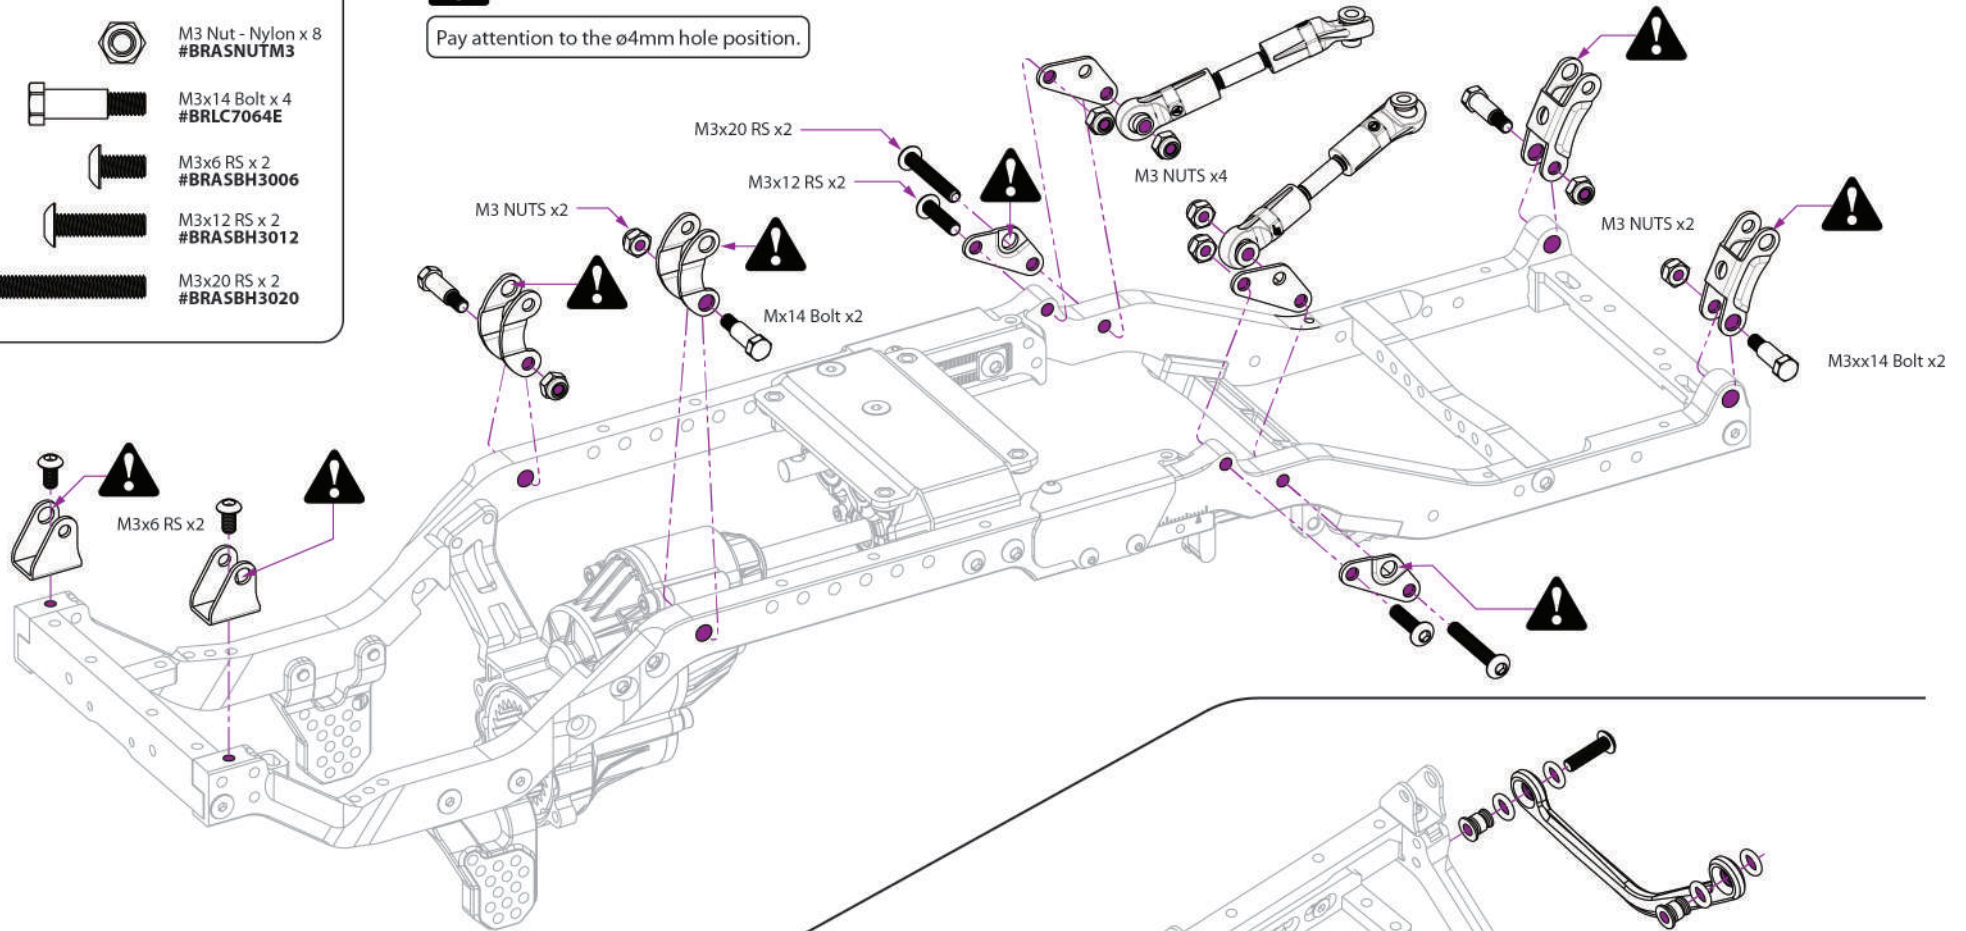 M3 Nut - Nylon x 8
#BRASNUTM3
M3x14 Bolt x 4
#BRLC7064E
M3x6 RS x 2
#BRASBH3006
M3x12 RS x 2
#BRASBH3012
M3x20 RS x 2
#BRASBH3020
Pay attention to the ø4mm hole position.
M3x20 RS x2
M3x12 RS x2
M3 NUTS x4
M3 NUTS x2
M3 NUTS x2
Mx14 Bolt x2
M3xx14 Bolt x2
M3x6 RS x2